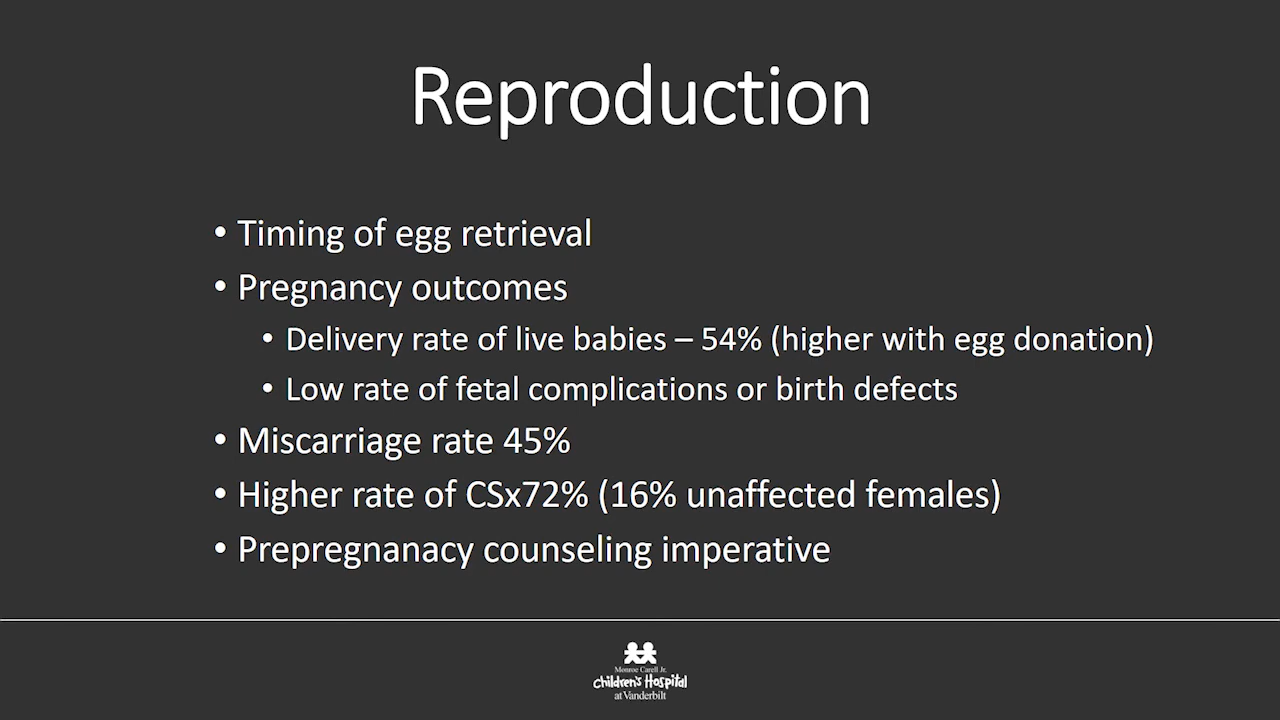 Reproduction
• Timing of egg retrieval
• Pregnancy outcomes
• Delivery rate of live babies – 54% (higher with egg donation)
• Low rate of fetal complications or birth defects
• Miscarriage rate 45%
• Higher rate of CSx72% (16% unaffected females)
• Prepregnanacy counseling imperative
Monroe Carell Jr.
Children's Hospital
at Vanderbilt